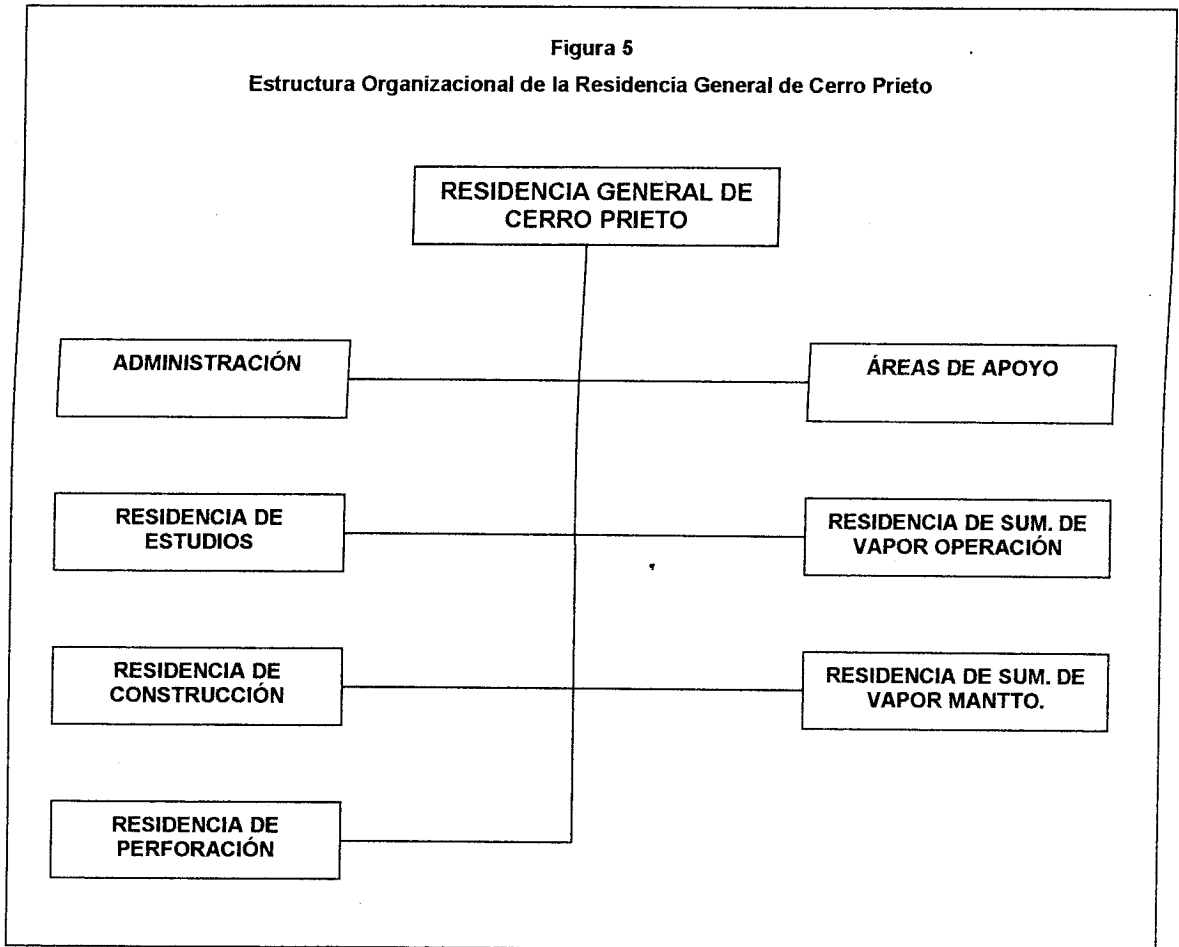 Figura 5
Estructura Organizacional de la Residencia General de Cerro Prieto
RESIDENCIA GENERAL DE
CERRO PRIETO
ADMINISTRACIÓN
ÁREAS DE APOYO
RESIDENCIA DE
ESTUDIOS
RESIDENCIA DE SUM. DE
VAPOR OPERACIÓN
RESIDENCIA DE
CONSTRUCCIÓN
RESIDENCIA DE SUM. DE
VAPOR MANTTO.
RESIDENCIA DE
PERFORACIÓN